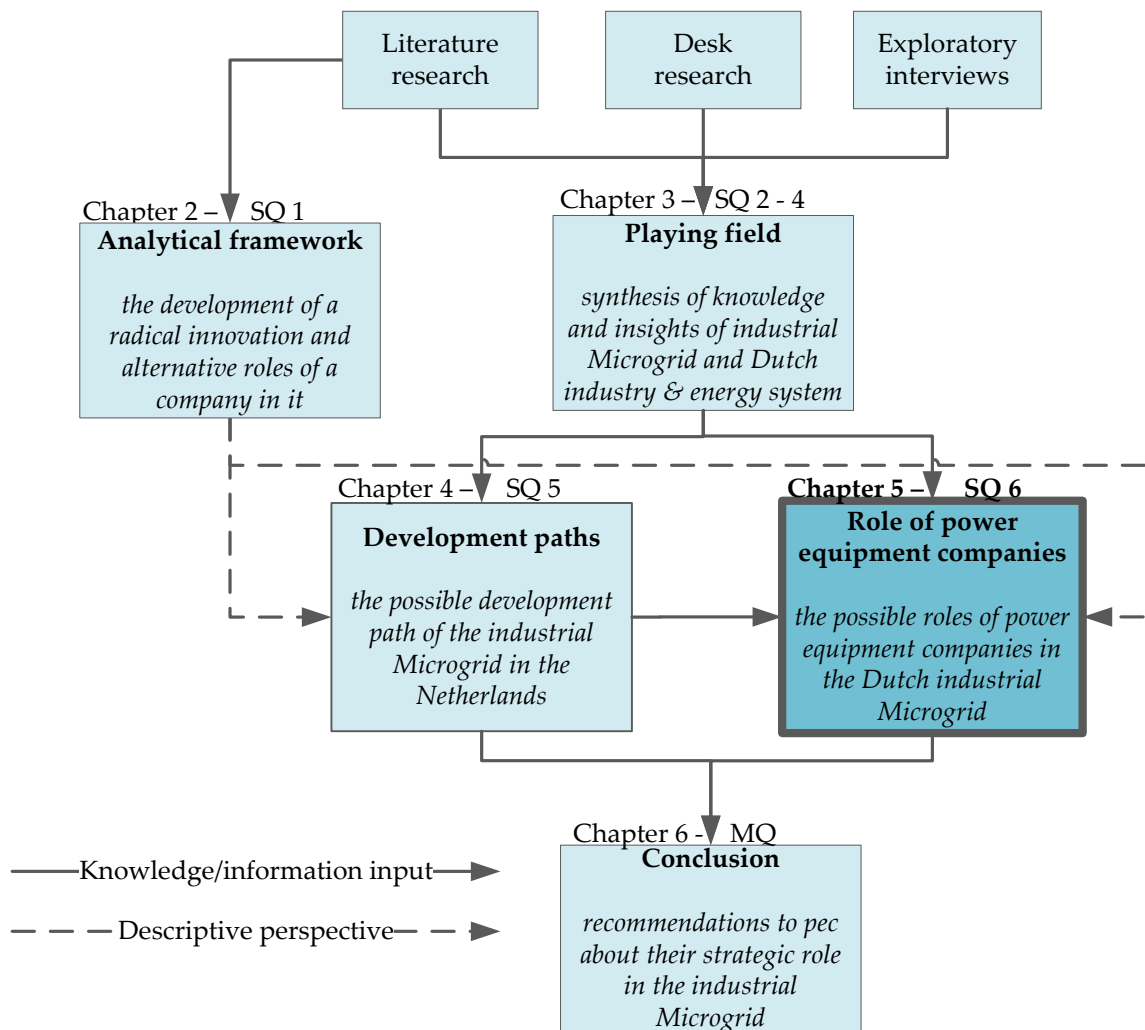 Literature
research
Desk
research
Exploratory
interviews
Chapter 2 – SQ 1
Analytical framework
the development of a
radical innovation and
alternative roles of a
company in it
Chapter 3 – SQ 2 - 4
Playing field
synthesis of knowledge
and insights of industrial
Microgrid and Dutch
industry & energy system
Chapter 4 – SQ 5
Development paths
the possible development
path of the industrial
Microgrid in the
Netherlands
Chapter 5 – SQ 6
Role of power
equipment companies
the possible roles of power
equipment companies in
the Dutch industrial
Microgrid
Chapter 6 - MQ
Conclusion
recommendations to pec
about their strategic role
in the industrial
Microgrid
Knowledge/information input
Descriptive perspective